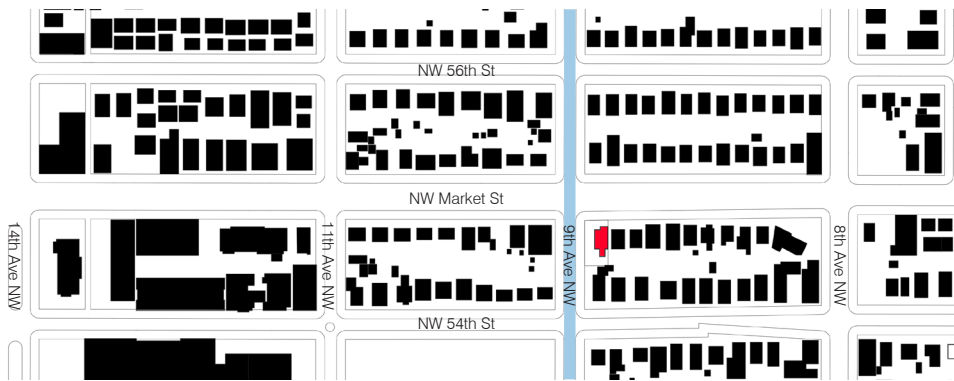 NW 56th St
NW Market St
14th Ave NW
11th Ave NW
9th Ave NW
8th Ave NW
NW 54th St